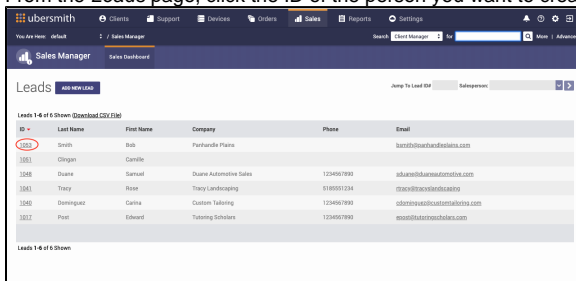 From the Leads page, click the ID of the person you want to crea
ubersmith Clients Support Devices Orders Sales Reports Settings
You Are Here: default / Sales Manager Search Client Manager for More | Advance
Sales Manager Sales Dashboard
Leads ADD NEW LEAD Jump To Lead ID# Salesperson:
Leads 1-6 of 6 Shown (Download CSV File)
ID Last Name First Name Company Phone Email
1053 Smith Bob Panhandle Plains bsmith@panhandleplains.com
1051 Clingan Camille
1048 Duane Samuel Duane Automotive Sales 1234567890 sduane@duaneautomotive.com
1041 Tracy Rose Tracy Landscaping 5185551234 rtracy@tracyslandscaping
1040 Dominguez Carina Custom Tailoring 1234567890 cdominguez@customtailering.com
1017 Post Edward Tutoring Scholars 1234567890 epost@tutoringscholars.com
Leads 1-6 of 6 Shown